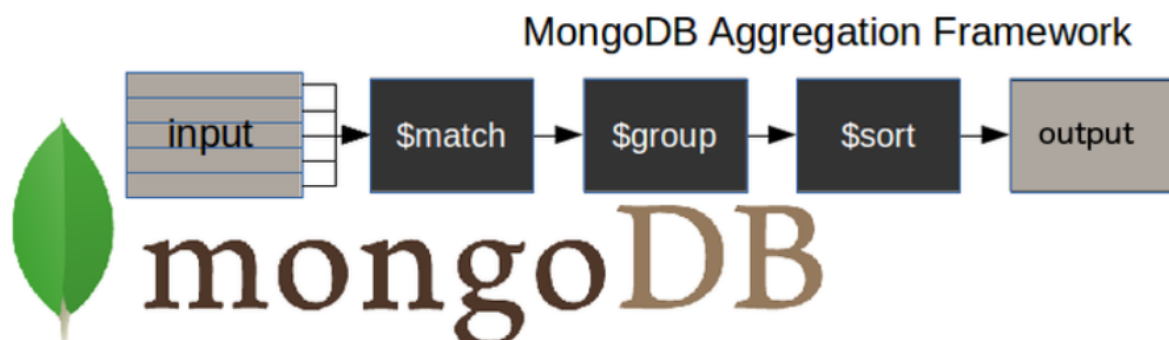 MongoDB Aggregation Framework
input $match $group $sort output
mongoDB